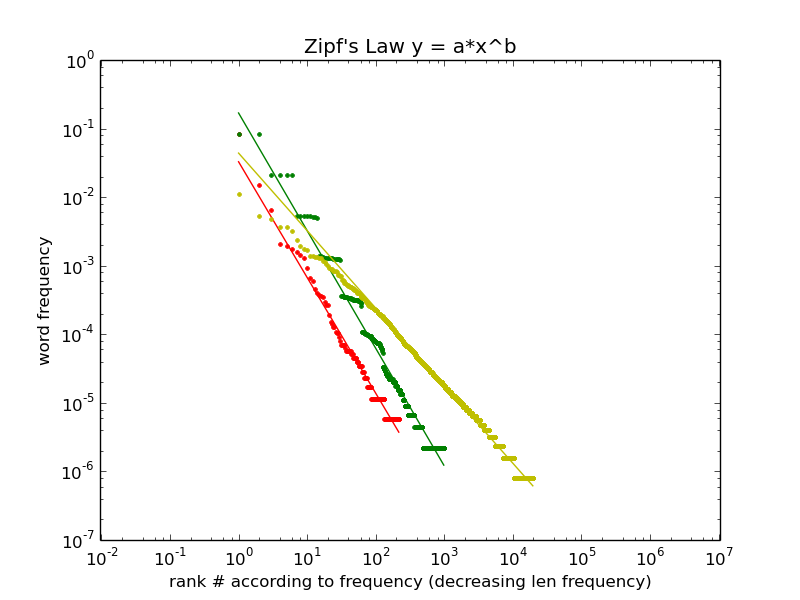 Zipf's Law y = a*x^b
word frequency
10^0
10^-1
10^-2
10^-3
10^-4
10^-5
10^-6
10^-7
10^-2 10^-1 10^0 10^1 10^2 10^3 10^4 10^5 10^6 10^7
rank # according to frequency (decreasing len frequency)